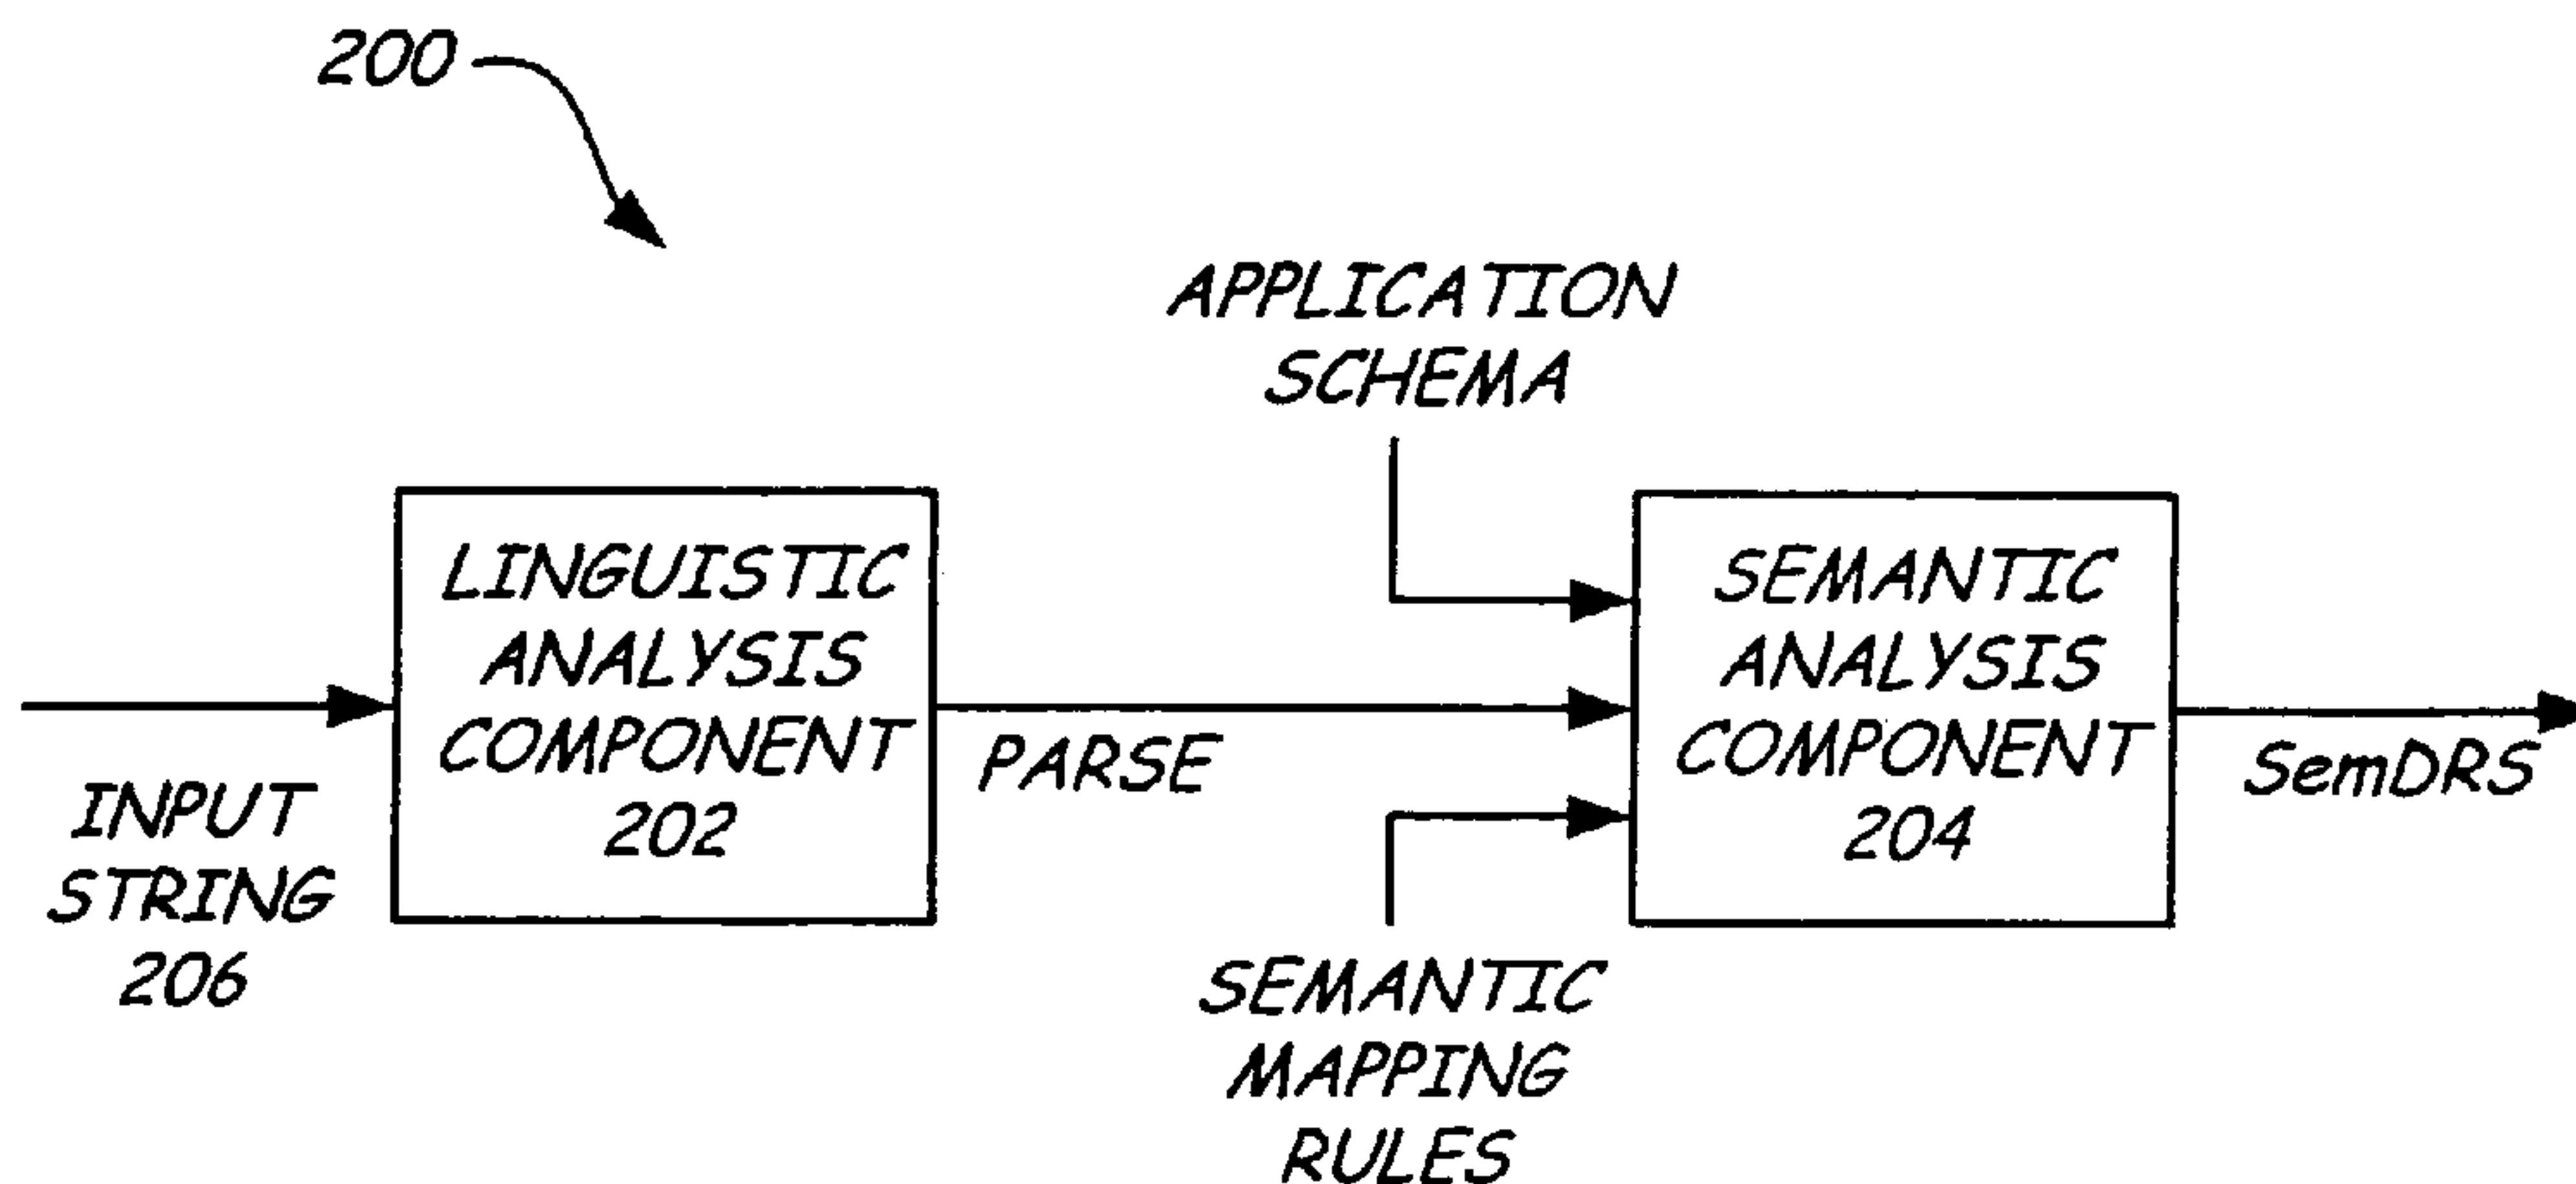 200
APPLICATION
SCHEMA
LINGUISTIC
ANALYSIS
COMPONENT
202
SEMANTIC
ANALYSIS
COMPONENT
204
INPUT
STRING
206
PARSE
SemDRS
SEMANTIC
MAPPING
RULES